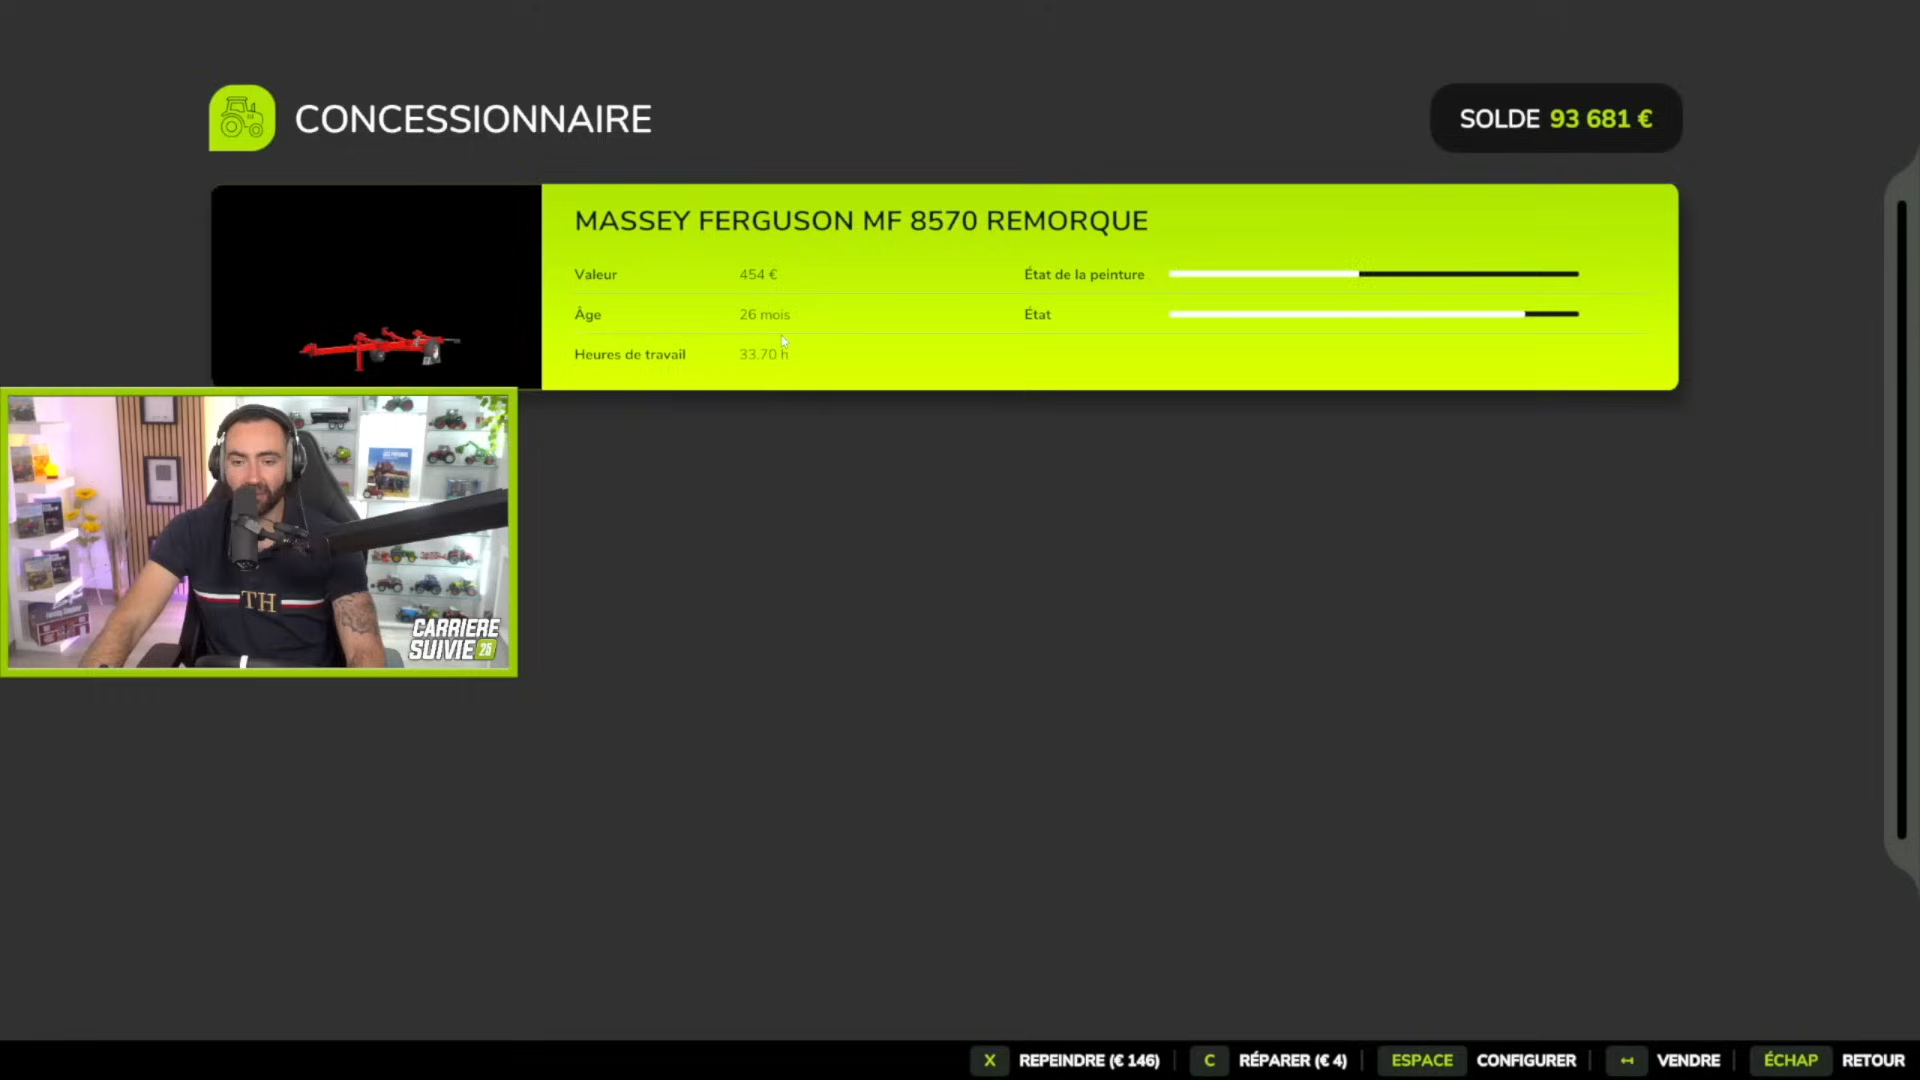 CONCESSIONNAIRE
SOLDE 93 681 €
MASSEY FERGUSON MF 8570 REMORQUE
Valeur 454 € État de la peinture
Âge 26 mois État
Heures de travail 33.70 h
TH
CARRIERE
SUIVIE 25
X REPEINDRE (€ 146) C RÉPARER (€ 4) ESPACE CONFIGURER VENDRE ÉCHAP RETOUR